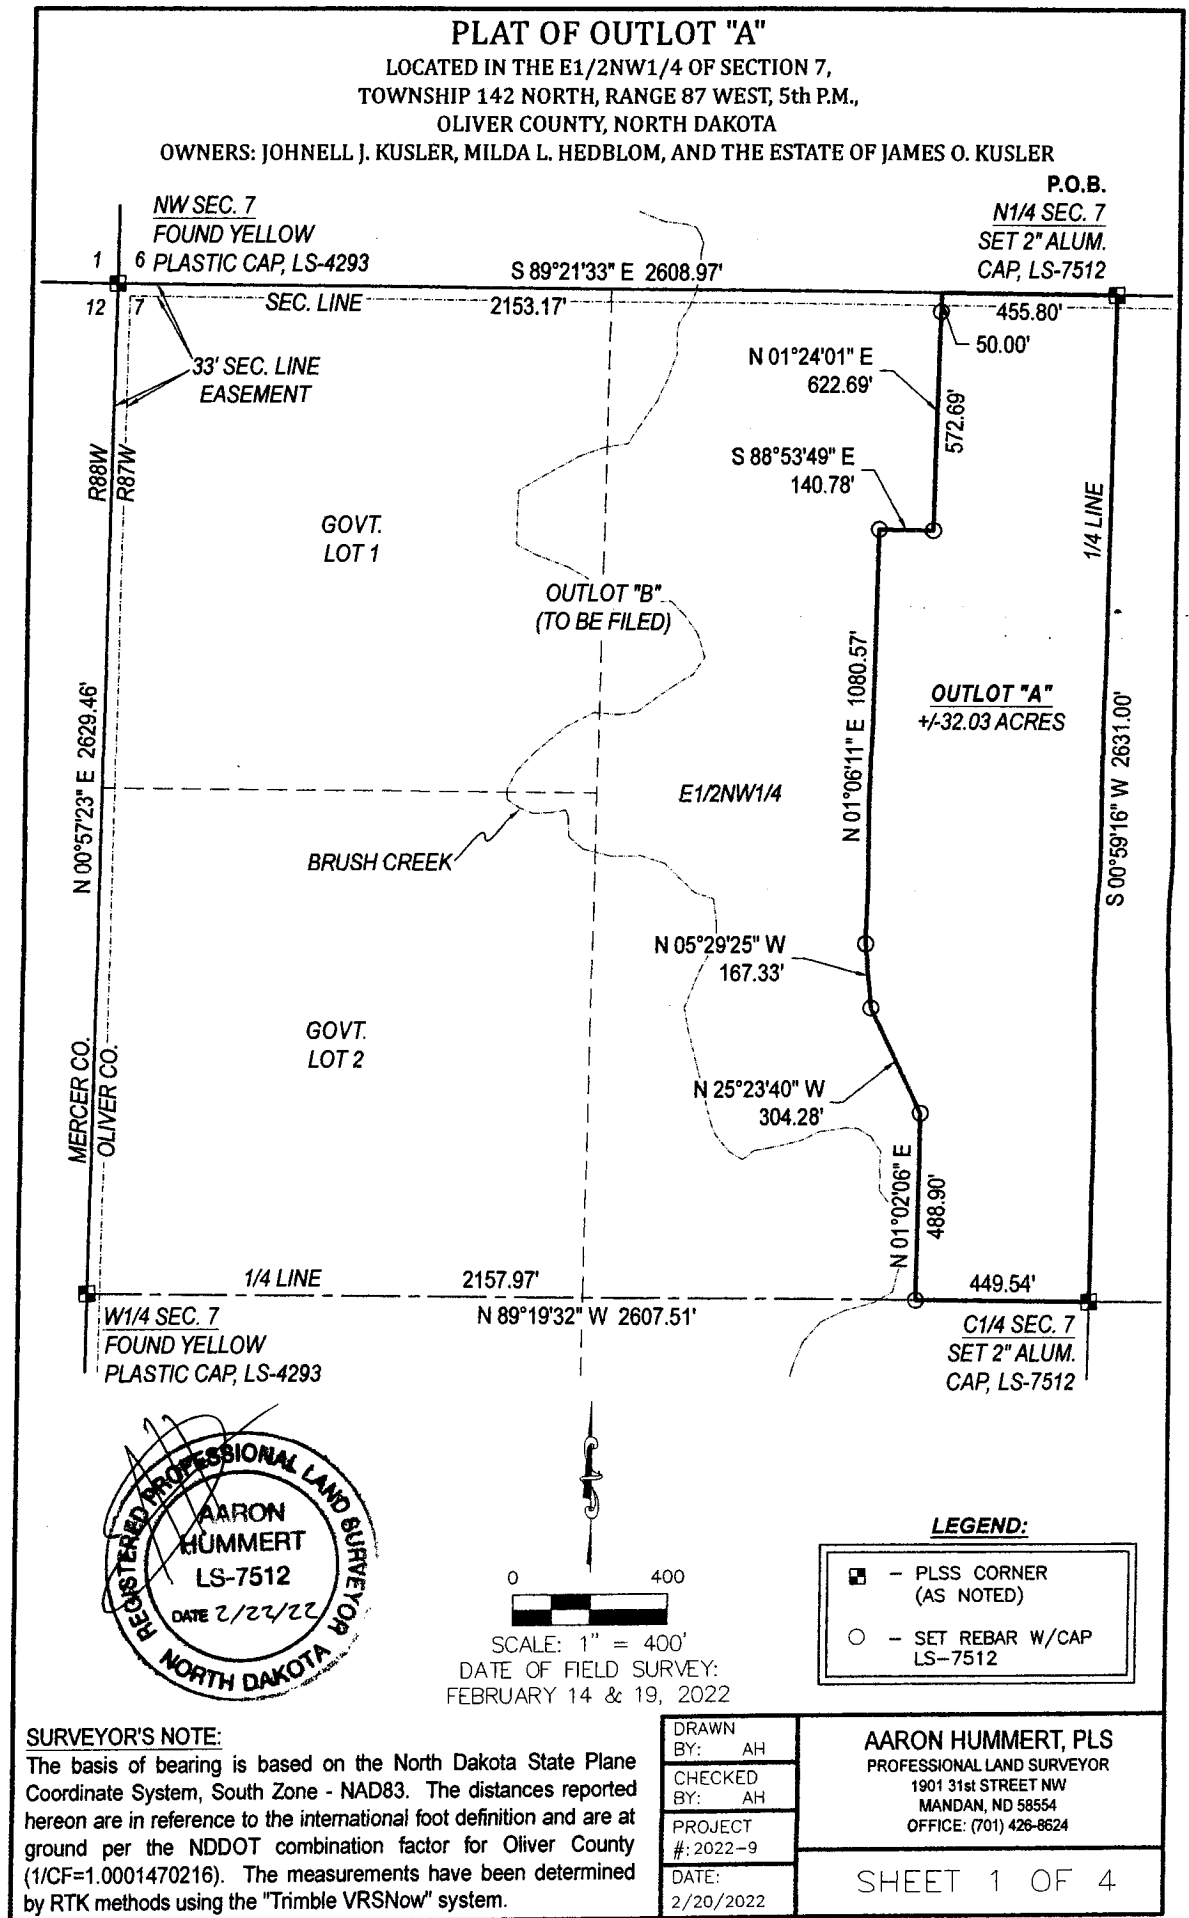 PLAT OF OUTLOT "A"
LOCATED IN THE E1/2NW1/4 OF SECTION 7,
TOWNSHIP 142 NORTH, RANGE 87 WEST, 5th P.M.,
OLIVER COUNTY, NORTH DAKOTA
OWNERS: JOHNELL J. KUSLER, MILDA L. HEDBLOM, AND THE ESTATE OF JAMES O. KUSLER
P.O.B.
N1/4 SEC. 7
SET 2" ALUM.
CAP, LS-7512
NW SEC. 7
FOUND YELLOW
PLASTIC CAP, LS-4293
1 6
12 7
S 89°21'33" E 2608.97'
SEC. LINE
2153.17'
455.80'
50.00'
33' SEC. LINE
EASEMENT
N 01°24'01" E
622.69'
572.69'
R88W
R87W
S 88°53'49" E
140.78'
1/4 LINE
GOVT.
LOT 1
OUTLOT "B"
(TO BE FILED)
N 01°06'11" E 1080.57'
OUTLOT "A"
+/-32.03 ACRES
N 00°57'23" E 2629.46'
S 00°59'16" W 2631.00'
E1/2NW1/4
BRUSH CREEK
N 05°29'25" W
167.33'
GOVT.
LOT 2
MERCER CO.
OLIVER CO.
N 25°23'40" W
304.28'
N 01°02'06" E
488.90'
1/4 LINE
2157.97'
449.54'
N 89°19'32" W 2607.51'
W1/4 SEC. 7
FOUND YELLOW
PLASTIC CAP, LS-4293
C1/4 SEC. 7
SET 2" ALUM.
CAP, LS-7512
REGISTERED PROFESSIONAL LAND SURVEYOR
AARON
HUMMERT
LS-7512
DATE 2/22/22
NORTH DAKOTA
0 400
SCALE: 1" = 400'
DATE OF FIELD SURVEY:
FEBRUARY 14 & 19, 2022
LEGEND:
– PLSS CORNER
(AS NOTED)
– SET REBAR W/CAP
LS-7512
SURVEYOR'S NOTE:
The basis of bearing is based on the North Dakota State Plane
Coordinate System, South Zone - NAD83. The distances reported
hereon are in reference to the international foot definition and are at
ground per the NDDOT combination factor for Oliver County
(1/CF=1.0001470216). The measurements have been determined
by RTK methods using the "Trimble VRSNow" system.
DRAWN
BY: AH
CHECKED
BY: AH
PROJECT
#: 2022-9
DATE:
2/20/2022
AARON HUMMERT, PLS
PROFESSIONAL LAND SURVEYOR
1901 31st STREET NW
MANDAN, ND 58554
OFFICE: (701) 426-8624
SHEET 1 OF 4